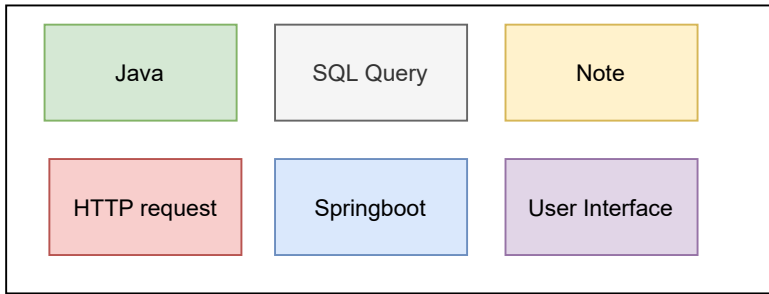 Java
SQL Query
Note
HTTP request
Springboot
User Interface